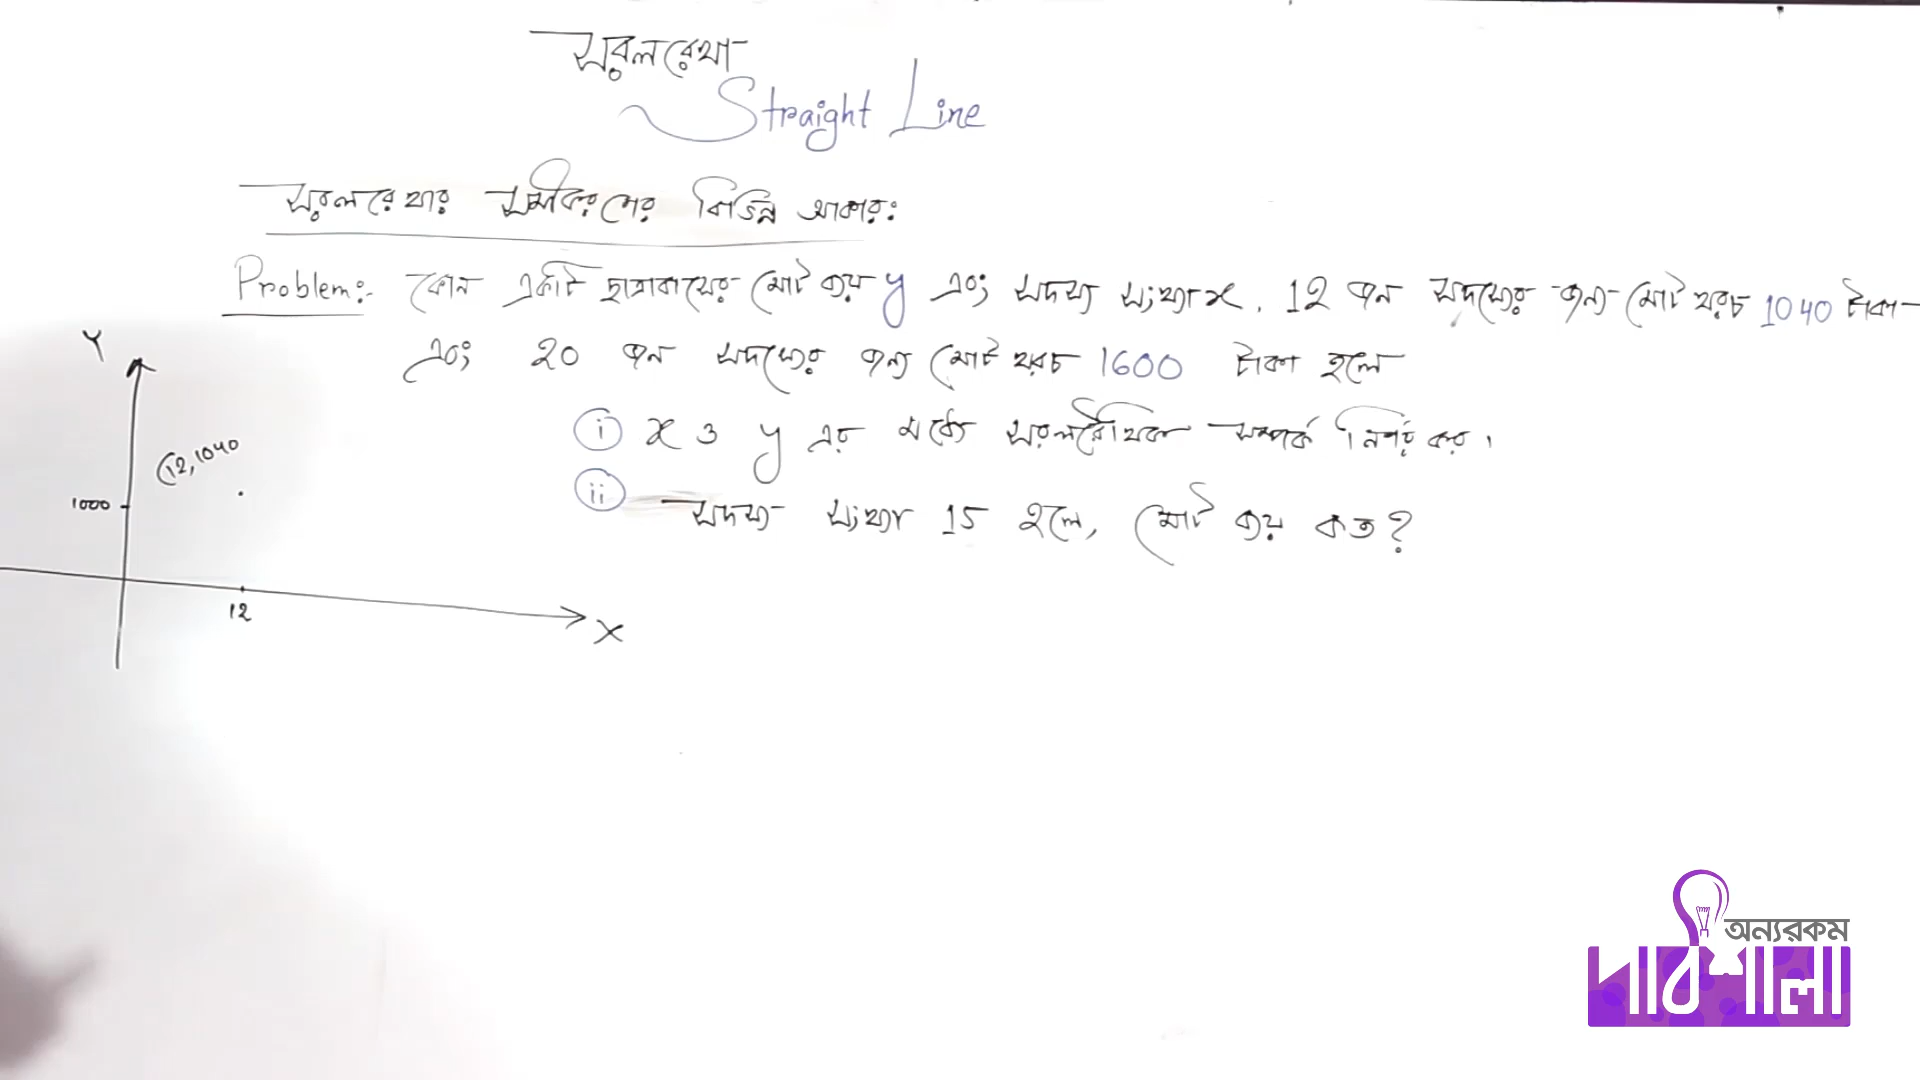 সরলরেখা
Straight Line
সরলরেখার সমীকরণের বিভিন্ন আকার:
Problem:- কোন একটি ছাত্রাবাসের মোট ব্যয় y এবং সদস্য সংখ্যা x. 12 জন সদস্যের জন্য মোট খরচ 1040 টাকা
এবং 20 জন সদস্যের জন্য মোট খরচ 1600 টাকা হলে
i x ও y এর মধ্যে সরলরৈখিক সম্পর্ক নির্ণয় কর।
ii সদস্য সংখ্যা 15 হলে, মোট ব্যয় কত?
Y
(12,1040
1000
12
X
অন্যরকম
পাঠশালা